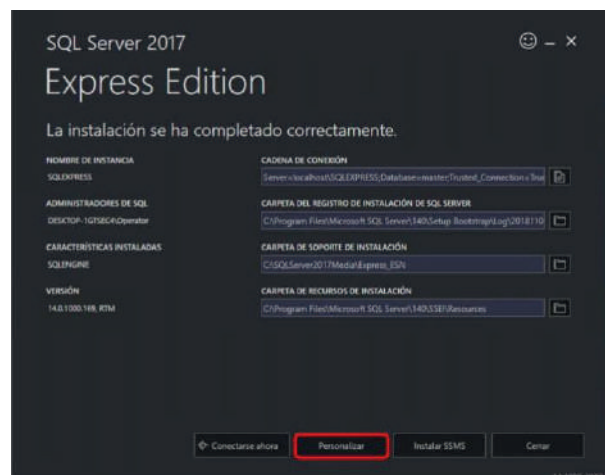 SQL Server 2017
Express Edition
La instalación se ha completado correctamente.
NOMBRE DE INSTANCIA
SQLEXPRESS
CADENA DE CONEXIÓN
Server=localhost\SQLEXPRESS;Database=master;Trusted_Connection=True
ADMINISTRADORES DE SQL
DESKTOP-1GTSEC4\Operator
CARPETA DEL REGISTRO DE INSTALACIÓN DE SQL SERVER
C:\Program Files\Microsoft SQL Server\140\Setup Bootstrap\Log\2018110
CARACTERÍSTICAS INSTALADAS
SQLENGINE
CARPETA DE SOPORTE DE INSTALACIÓN
C:\SQLServer2017Media\Express_ESN
VERSIÓN
14.0.1000.169, RTM
CARPETA DE RECURSOS DE INSTALACIÓN
C:\Program Files\Microsoft SQL Server\140\SSEI\Resources
Conectarse ahora
Personalizar
Instalar SSMS
Cerrar